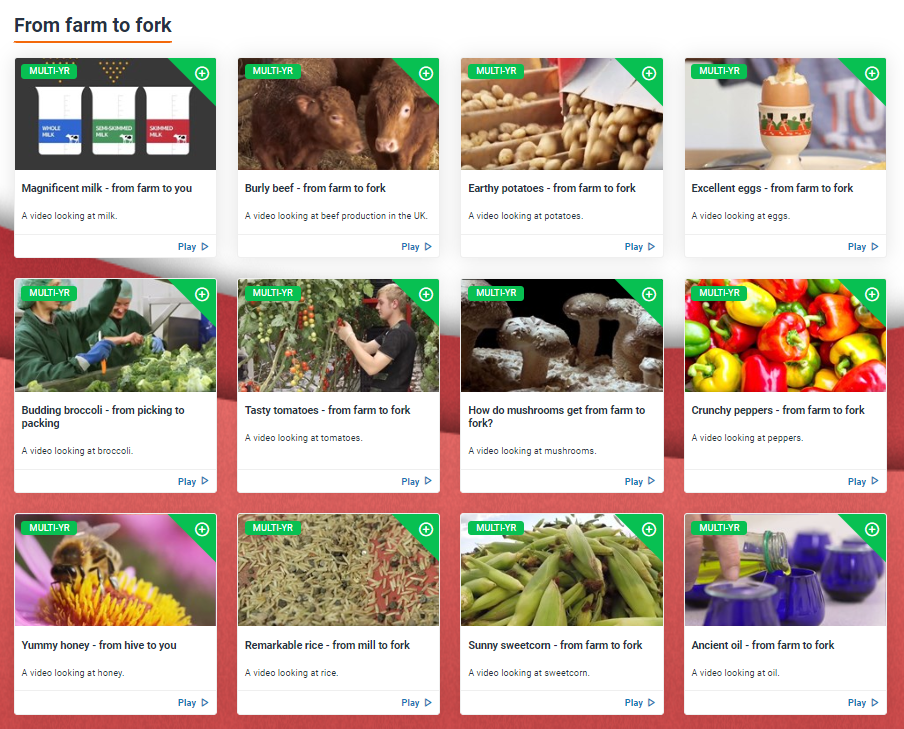 From farm to fork
MULTI-YR
WHOLE
MILK
SEMI-SKIMMED
MILK
SKIMMED
MILK
Magnificent milk - from farm to you
A video looking at milk.
Play
MULTI-YR
Burly beef - from farm to fork
A video looking at beef production in the UK.
Play
MULTI-YR
Earthy potatoes - from farm to fork
A video looking at potatoes.
Play
MULTI-YR
Excellent eggs - from farm to fork
A video looking at eggs.
Play
MULTI-YR
Budding broccoli - from picking to
packing
A video looking at broccoli.
Play
MULTI-YR
Tasty tomatoes - from farm to fork
A video looking at tomatoes.
Play
MULTI-YR
How do mushrooms get from farm to
fork?
A video looking at mushrooms.
Play
MULTI-YR
Crunchy peppers - from farm to fork
A video looking at peppers.
Play
MULTI-YR
Yummy honey - from hive to you
A video looking at honey.
Play
MULTI-YR
Remarkable rice - from mill to fork
A video looking at rice.
Play
MULTI-YR
Sunny sweetcorn - from farm to fork
A video looking at sweetcorn.
Play
MULTI-YR
Ancient oil - from farm to fork
A video looking at oil.
Play